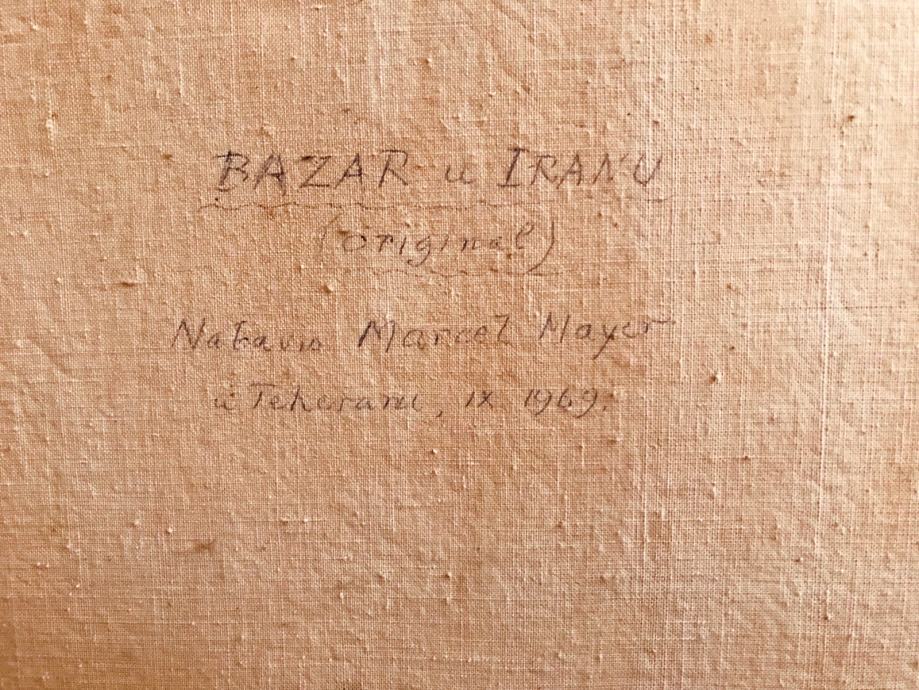 BAZAR u IRANU
(original)
Nabavio Marcel Mayer
u Teheranu, IX 1969.